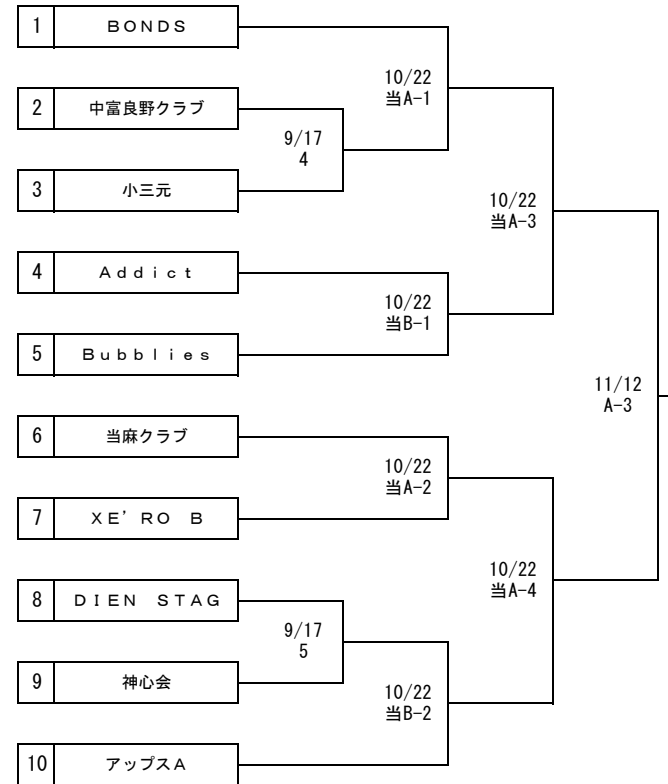 1 ＢＯＮＤＳ
10/22
当A-1
2 中富良野クラブ
9/17
4
3 小三元
10/22
当A-3
4 Ａｄｄｉｃｔ
10/22
当B-1
5 Ｂｕｂｂｌｉｅｓ
11/12
A-3
6 当麻クラブ
10/22
当A-2
7 ＸＥ’ＲＯ　Ｂ
10/22
当A-4
8 ＤＩＥＮ　ＳＴＡＧ
9/17
5
9 神心会
10/22
当B-2
10 アップスＡ